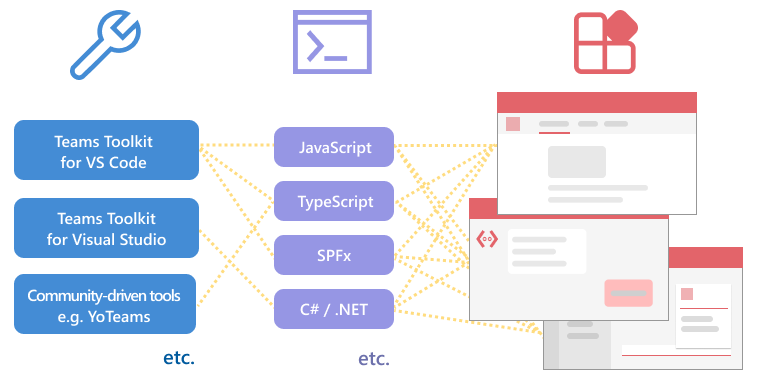 Teams Toolkit
for VS Code
Teams Toolkit
for Visual Studio
Community-driven tools
e.g. YoTeams
etc.
JavaScript
TypeScript
SPFx
C# / .NET
etc.